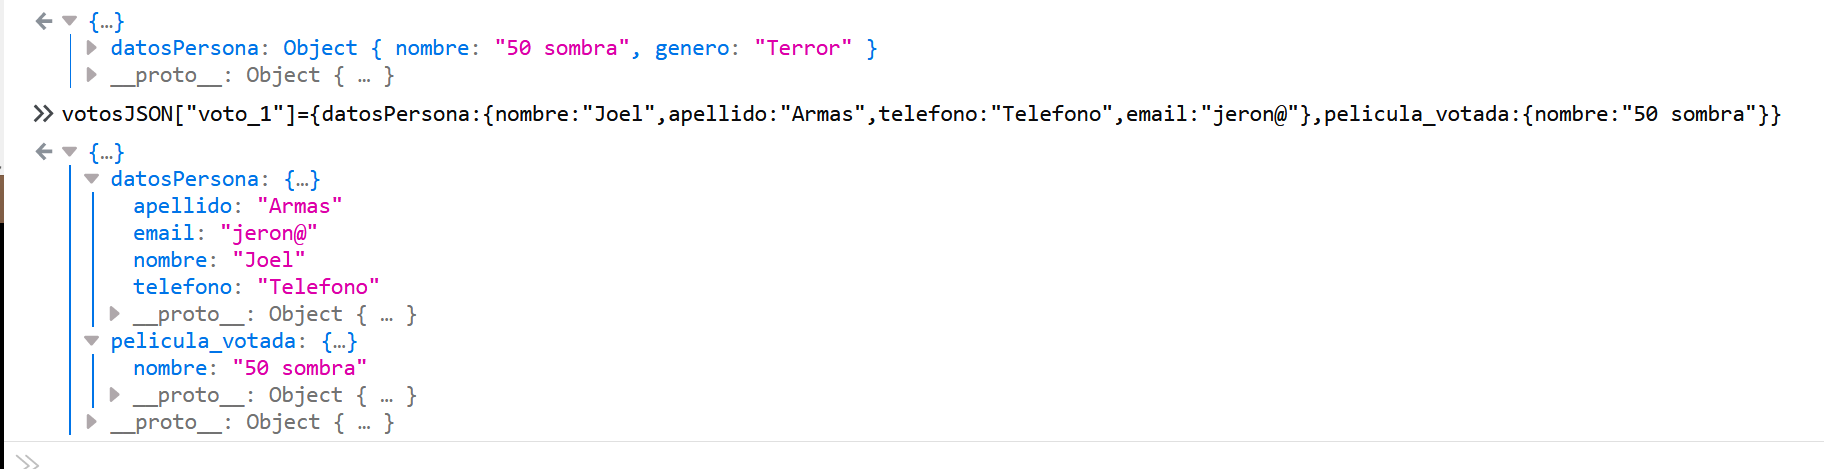 {…}
datosPersona: Object { nombre: "50 sombra", genero: "Terror" }
__proto__: Object { … }
votosJSON["voto_1"]={datosPersona:{nombre:"Joel",apellido:"Armas",telefono:"Telefono",email:"jeron@"},pelicula_votada:{nombre:"50 sombra"}}
{…}
datosPersona: {…}
apellido: "Armas"
email: "jeron@"
nombre: "Joel"
telefono: "Telefono"
__proto__: Object { … }
pelicula_votada: {…}
nombre: "50 sombra"
__proto__: Object { … }
__proto__: Object { … }